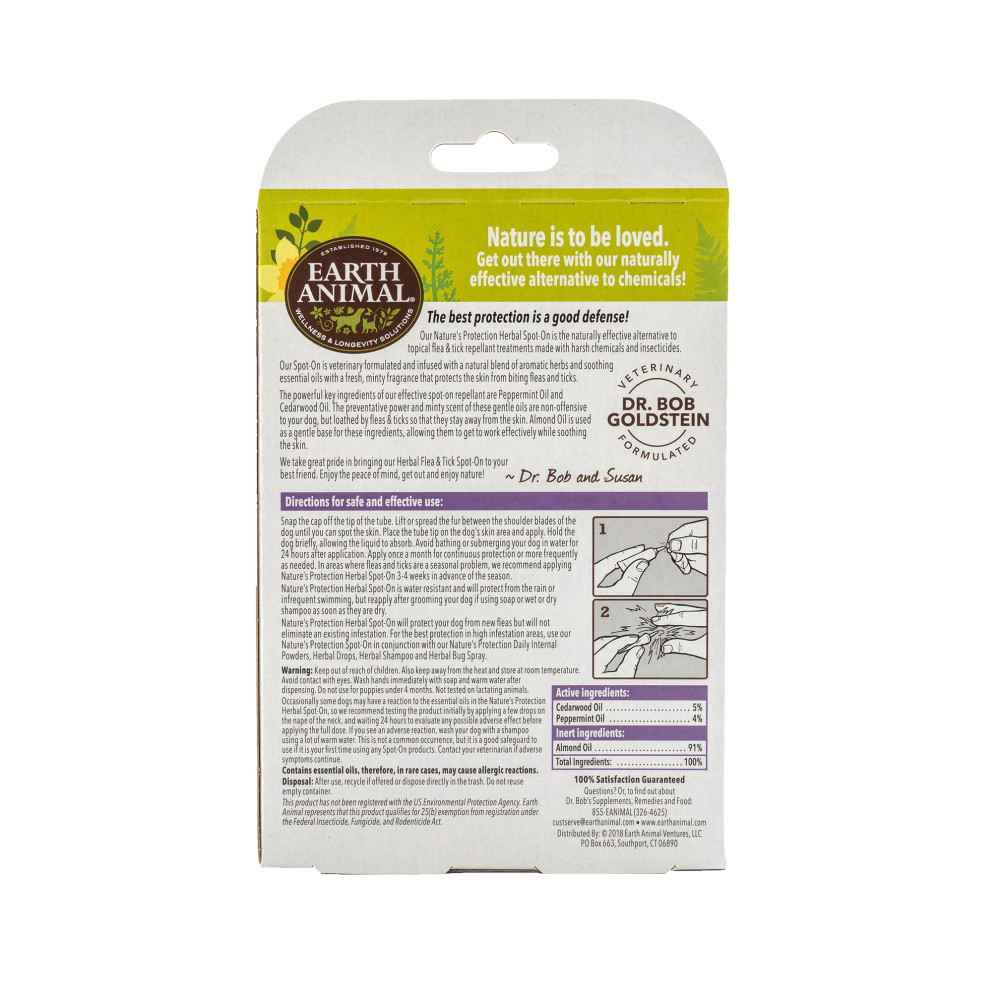 Nature is to be loved.
Get out there with our naturally
effective alternative to chemicals!
ESTABLISHED 1979
EARTH
ANIMAL®
WELLNESS & LONGEVITY SOLUTIONS
The best protection is a good defense!
Our Nature's Protection Herbal Spot-On is the naturally effective alternative to
topical flea & tick repellant treatments made with harsh chemicals and insecticides.
Our Spot-On is veterinary formulated and infused with a natural blend of aromatic herbs and soothing
essential oils with a fresh, minty fragrance that protects the skin from biting fleas and ticks.
The powerful key ingredients of our effective spot-on repellant are Peppermint Oil and
Cedarwood Oil. The preventative power and minty scent of these gentle oils are non-offensive
to your dog, but loathed by fleas & ticks so that they stay away from the skin. Almond Oil is used
as a gentle base for these ingredients, allowing them to get to work effectively while soothing
the skin.
VETERINARY
DR. BOB
GOLDSTEIN
FORMULATED
We take great pride in bringing our Herbal Flea & Tick Spot-On to your
best friend. Enjoy the peace of mind, get out and enjoy nature!
~ Dr. Bob and Susan
Directions for safe and effective use:
Snap the cap off the tip of the tube. Lift or spread the fur between the shoulder blades of the
dog until you can spot the skin. Place the tube tip on the dog's skin area and apply. Hold the
dog briefly, allowing the liquid to absorb. Avoid bathing or submerging your dog in water for
24 hours after application. Apply once a month for continuous protection or more frequently
as needed. In areas where fleas and ticks are a seasonal problem, we recommend applying
Nature's Protection Herbal Spot-On 3-4 weeks in advance of the season.
Nature's Protection Herbal Spot-On is water resistant and will protect from the rain or
infrequent swimming, but reapply after grooming your dog if using soap or wet or dry
shampoo as soon as they are dry.
Nature's Protection Herbal Spot-On will protect your dog from new fleas but will not
eliminate an existing infestation. For the best protection in high infestation areas, use our
Nature's Protection Spot-On in conjunction with our Nature's Protection Daily Internal
Powders, Herbal Drops, Herbal Shampoo and Herbal Bug Spray.
1
2
Warning: Keep out of reach of children. Also keep away from the heat and store at room temperature.
Avoid contact with eyes. Wash hands immediately with soap and warm water after
dispensing. Do not use for puppies under 4 months. Not tested on lactating animals.
Occasionally some dogs may have a reaction to the essential oils in the Nature's Protection
Herbal Spot-On, so we recommend testing the product initially by applying a few drops on
the nape of the neck, and waiting 24 hours to evaluate any possible adverse effect before
applying the full dose. If you see an adverse reaction, wash your dog with a shampoo
using a lot of warm water. This is not a common occurrence, but it is a good safeguard to
use if it is your first time using any Spot-On products. Contact your veterinarian if adverse
symptoms continue.
Contains essential oils, therefore, in rare cases, may cause allergic reactions.
Disposal: After use, recycle if offered or dispose directly in the trash. Do not reuse
empty container.
This product has not been registered with the US Environmental Protection Agency. Earth
Animal represents that this product qualifies for 25(b) exemption from registration under
the Federal Insecticide, Fungicide, and Rodenticide Act.
Active ingredients:
Cedarwood Oil ..................... 5%
Peppermint Oil ..................... 4%
Inert ingredients:
Almond Oil ........................ 91%
Total Ingredients: .................. 100%
100% Satisfaction Guaranteed
Questions? Or, to find out about
Dr. Bob's Supplements, Remedies and Food:
855-EANIMAL (326-4625)
custserve@earthanimal.com • www.earthanimal.com
Distributed By: © 2018 Earth Animal Ventures, LLC
PO Box 663, Southport, CT 06890